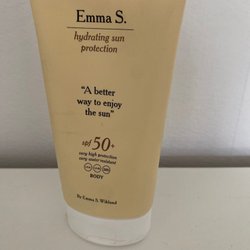 Emma S.
hydrating sun
protection
"A better
way to enjoy
the sun"
spf 50+
very high protection
very water resistant
BODY
By Emma S. Wiklund